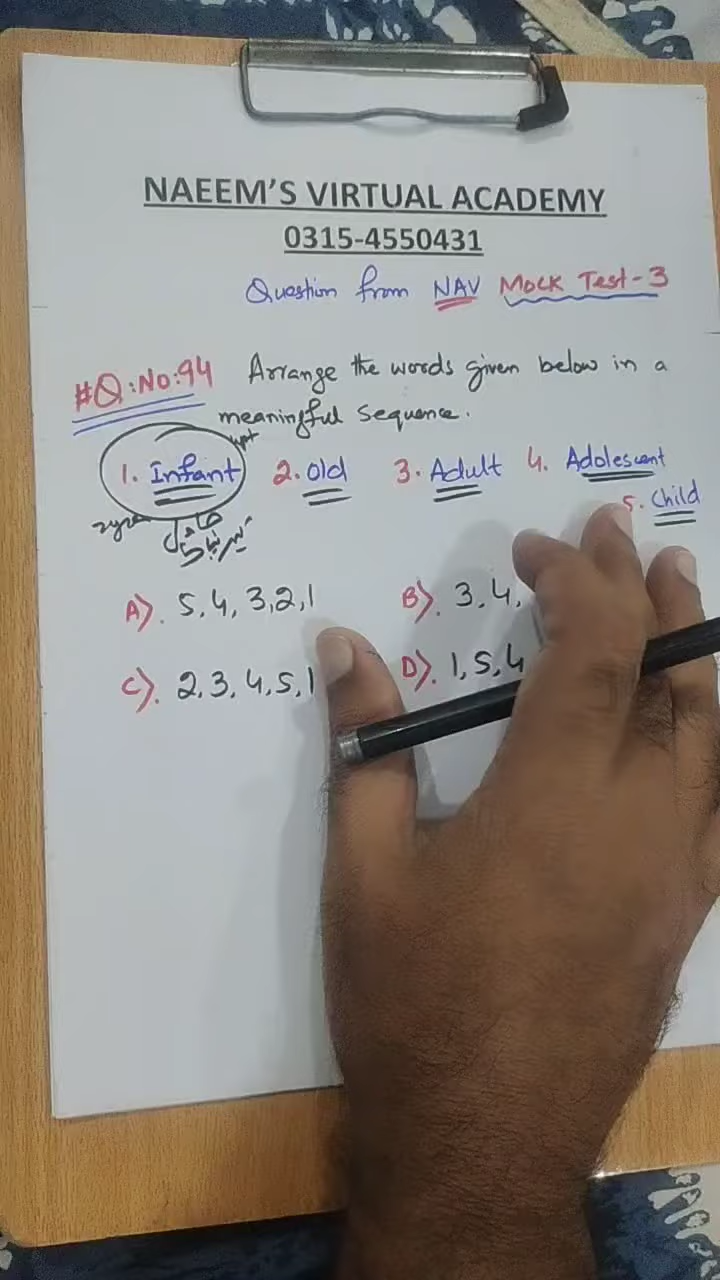 NAEEM'S VIRTUAL ACADEMY
0315-4550431
Question from NAV Mock Test-3
#Q:No:94 Arrange the words given below in a
meaningful sequence.
1. Infant 2. Old 3. Adult 4. Adolescent
5. Child
A). 5,4,3,2,1 B). 3,4,
C). 2,3,4,5,1 D). 1,5,4